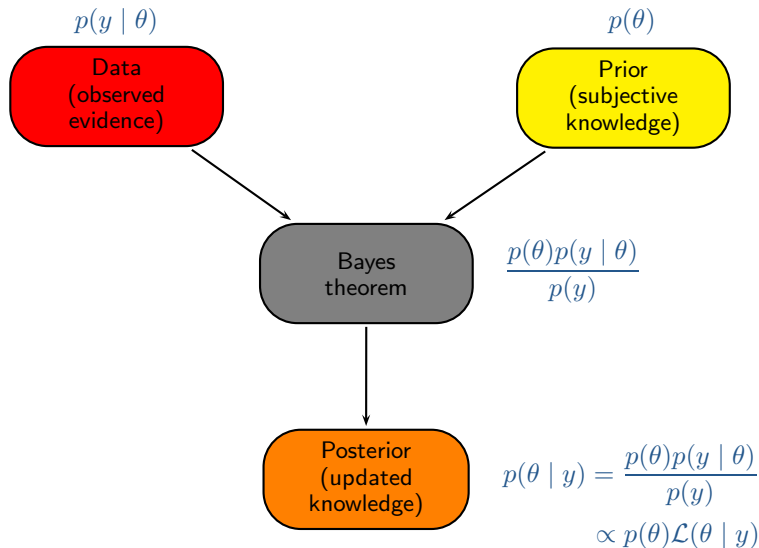 p(y | θ)
p(θ)
Data
(observed
evidence)
Prior
(subjective
knowledge)
Bayes
theorem
p(θ)p(y | θ)
p(y)
Posterior
(updated
knowledge)
p(θ | y) = p(θ)p(y | θ)
p(y)
∝ p(θ)ℒ(θ | y)